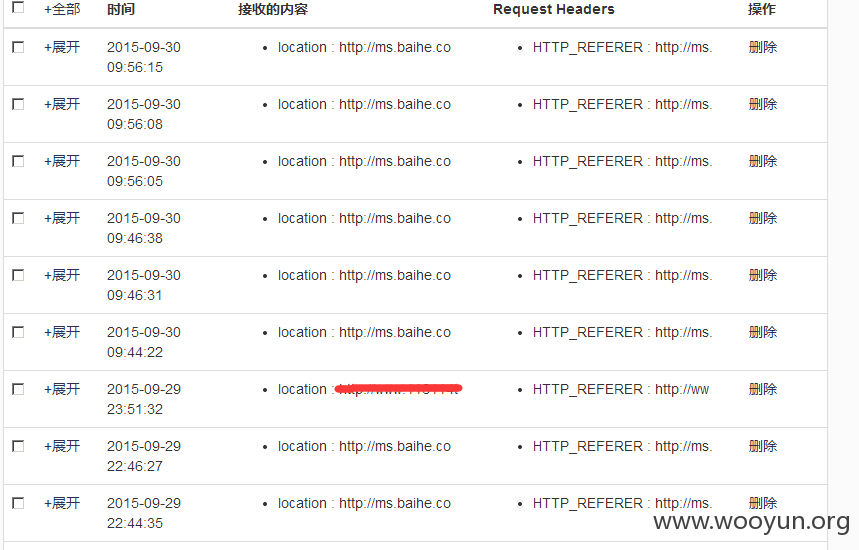 +全部 时间 接收的内容 Request Headers 操作
+展开 2015-09-30 location : http://ms.baihe.co HTTP_REFERER : http://ms. 删除
09:56:15
+展开 2015-09-30 location : http://ms.baihe.co HTTP_REFERER : http://ms. 删除
09:56:08
+展开 2015-09-30 location : http://ms.baihe.co HTTP_REFERER : http://ms. 删除
09:56:05
+展开 2015-09-30 location : http://ms.baihe.co HTTP_REFERER : http://ms. 删除
09:46:38
+展开 2015-09-30 location : http://ms.baihe.co HTTP_REFERER : http://ms. 删除
09:46:31
+展开 2015-09-30 location : http://ms.baihe.co HTTP_REFERER : http://ms. 删除
09:44:22
+展开 2015-09-29 location : HTTP_REFERER : http://ww 删除
23:51:32
+展开 2015-09-29 location : http://ms.baihe.co HTTP_REFERER : http://ms. 删除
22:46:27
+展开 2015-09-29 location : http://ms.baihe.co HTTP_REFERER : http://ms. 删除
22:44:35
www.wooyun.org